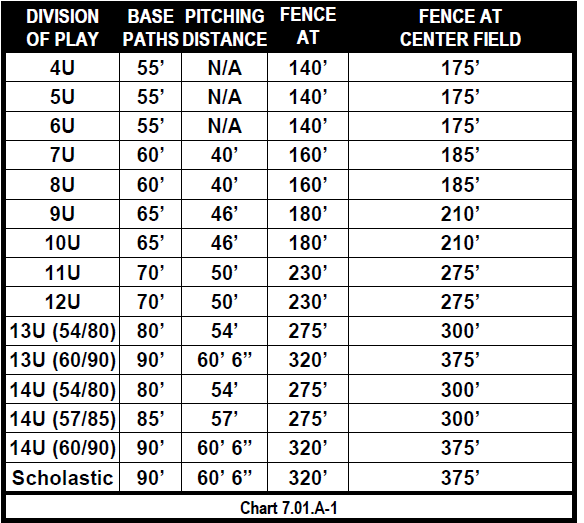 DIVISION OF PLAY BASE PATHS PITCHING DISTANCE FENCE AT FENCE AT CENTER FIELD
4U 55’ N/A 140’ 175’
5U 55’ N/A 140’ 175’
6U 55’ N/A 140’ 175’
7U 60’ 40’ 160’ 185’
8U 60’ 40’ 160’ 185’
9U 65’ 46’ 180’ 210’
10U 65’ 46’ 180’ 210’
11U 70’ 50’ 230’ 275’
12U 70’ 50’ 230’ 275’
13U (54/80) 80’ 54’ 275’ 300’
13U (60/90) 90’ 60’ 6” 320’ 375’
14U (54/80) 80’ 54’ 275’ 300’
14U (57/85) 85’ 57’ 275’ 300’
14U (60/90) 90’ 60’ 6” 320’ 375’
Scholastic 90’ 60’ 6” 320’ 375’
Chart 7.01.A-1